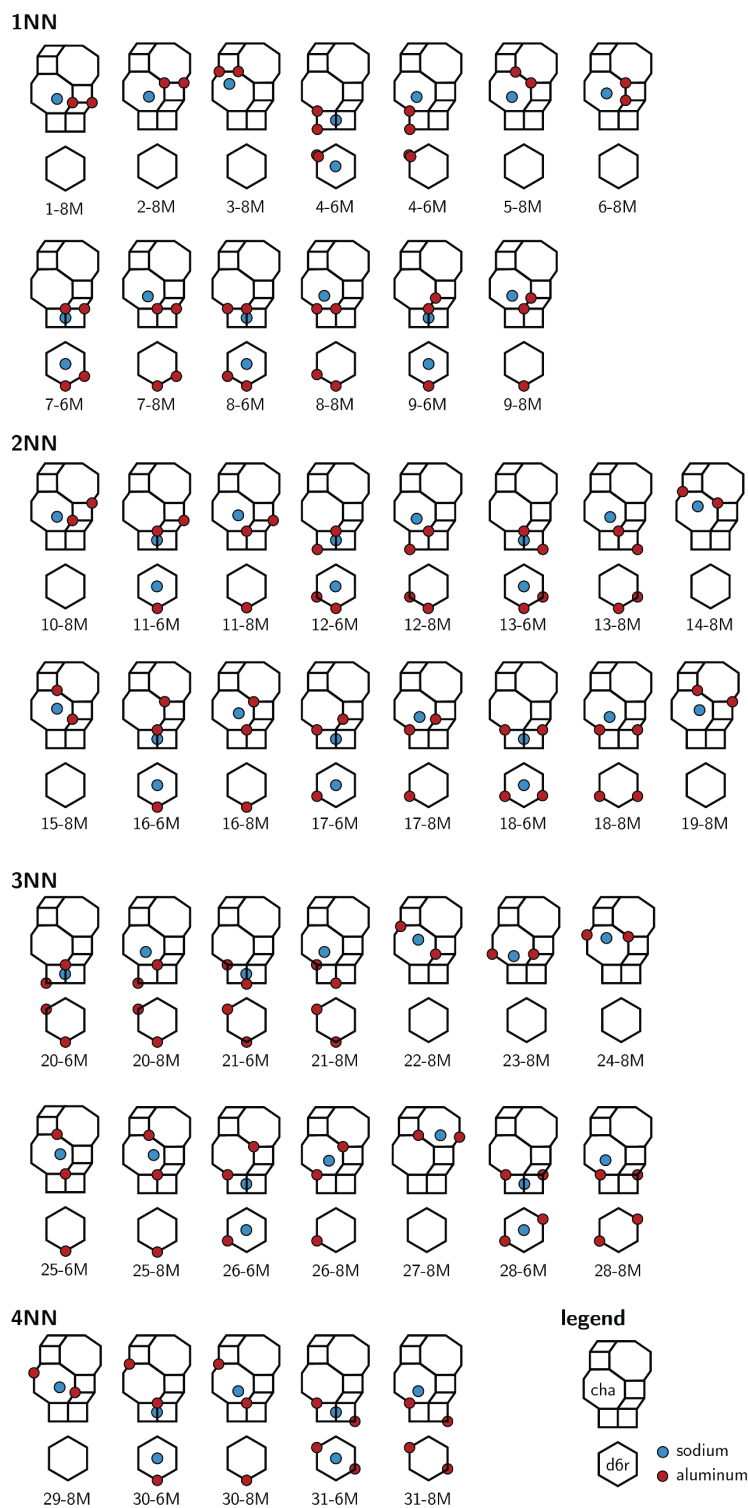 1NN
1-8M 2-8M 3-8M 4-6M 4-6M 5-8M 6-8M
7-6M 7-8M 8-6M 8-8M 9-6M 9-8M
2NN
10-8M 11-6M 11-8M 12-6M 12-8M 13-6M 13-8M 14-8M
15-8M 16-6M 16-8M 17-6M 17-8M 18-6M 18-8M 19-8M
3NN
20-6M 20-8M 21-6M 21-8M 22-8M 23-8M 24-8M
25-6M 25-8M 26-6M 26-8M 27-8M 28-6M 28-8M
4NN
29-8M 30-6M 30-8M 31-6M 31-8M
legend
cha
d6r
sodium
aluminum